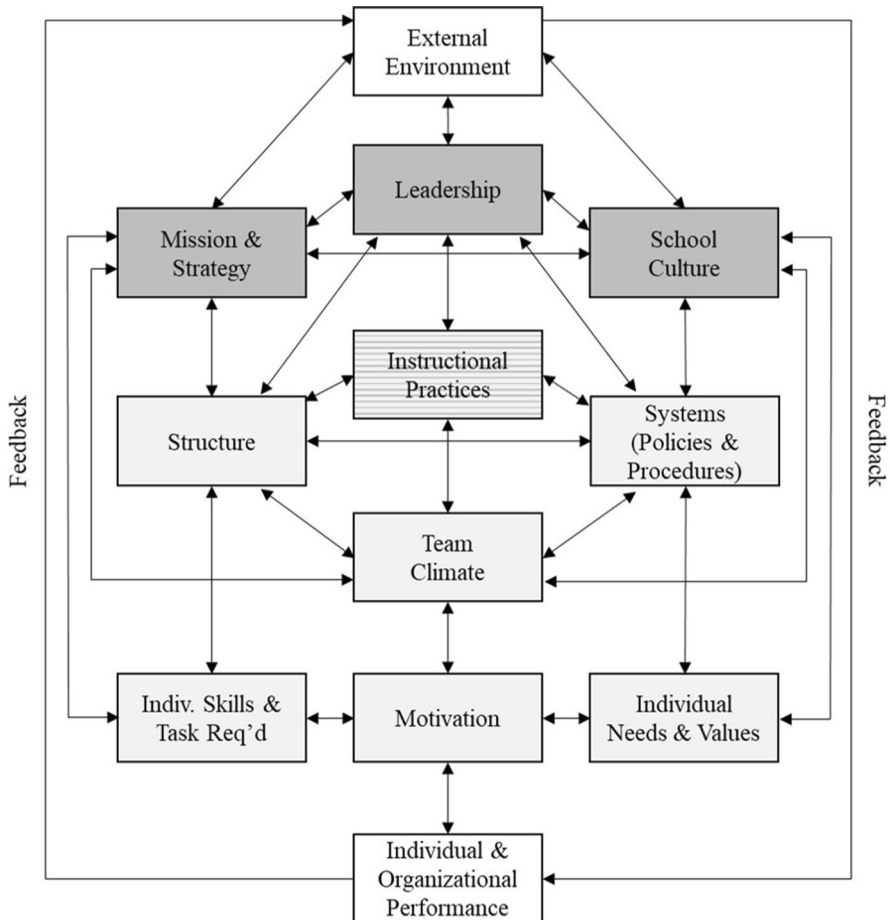 External
Environment
Leadership
Mission &
Strategy
School
Culture
Instructional
Practices
Structure
Systems
(Policies &
Procedures)
Feedback
Feedback
Team
Climate
Indiv. Skills &
Task Req’d
Motivation
Individual
Needs & Values
Individual &
Organizational
Performance